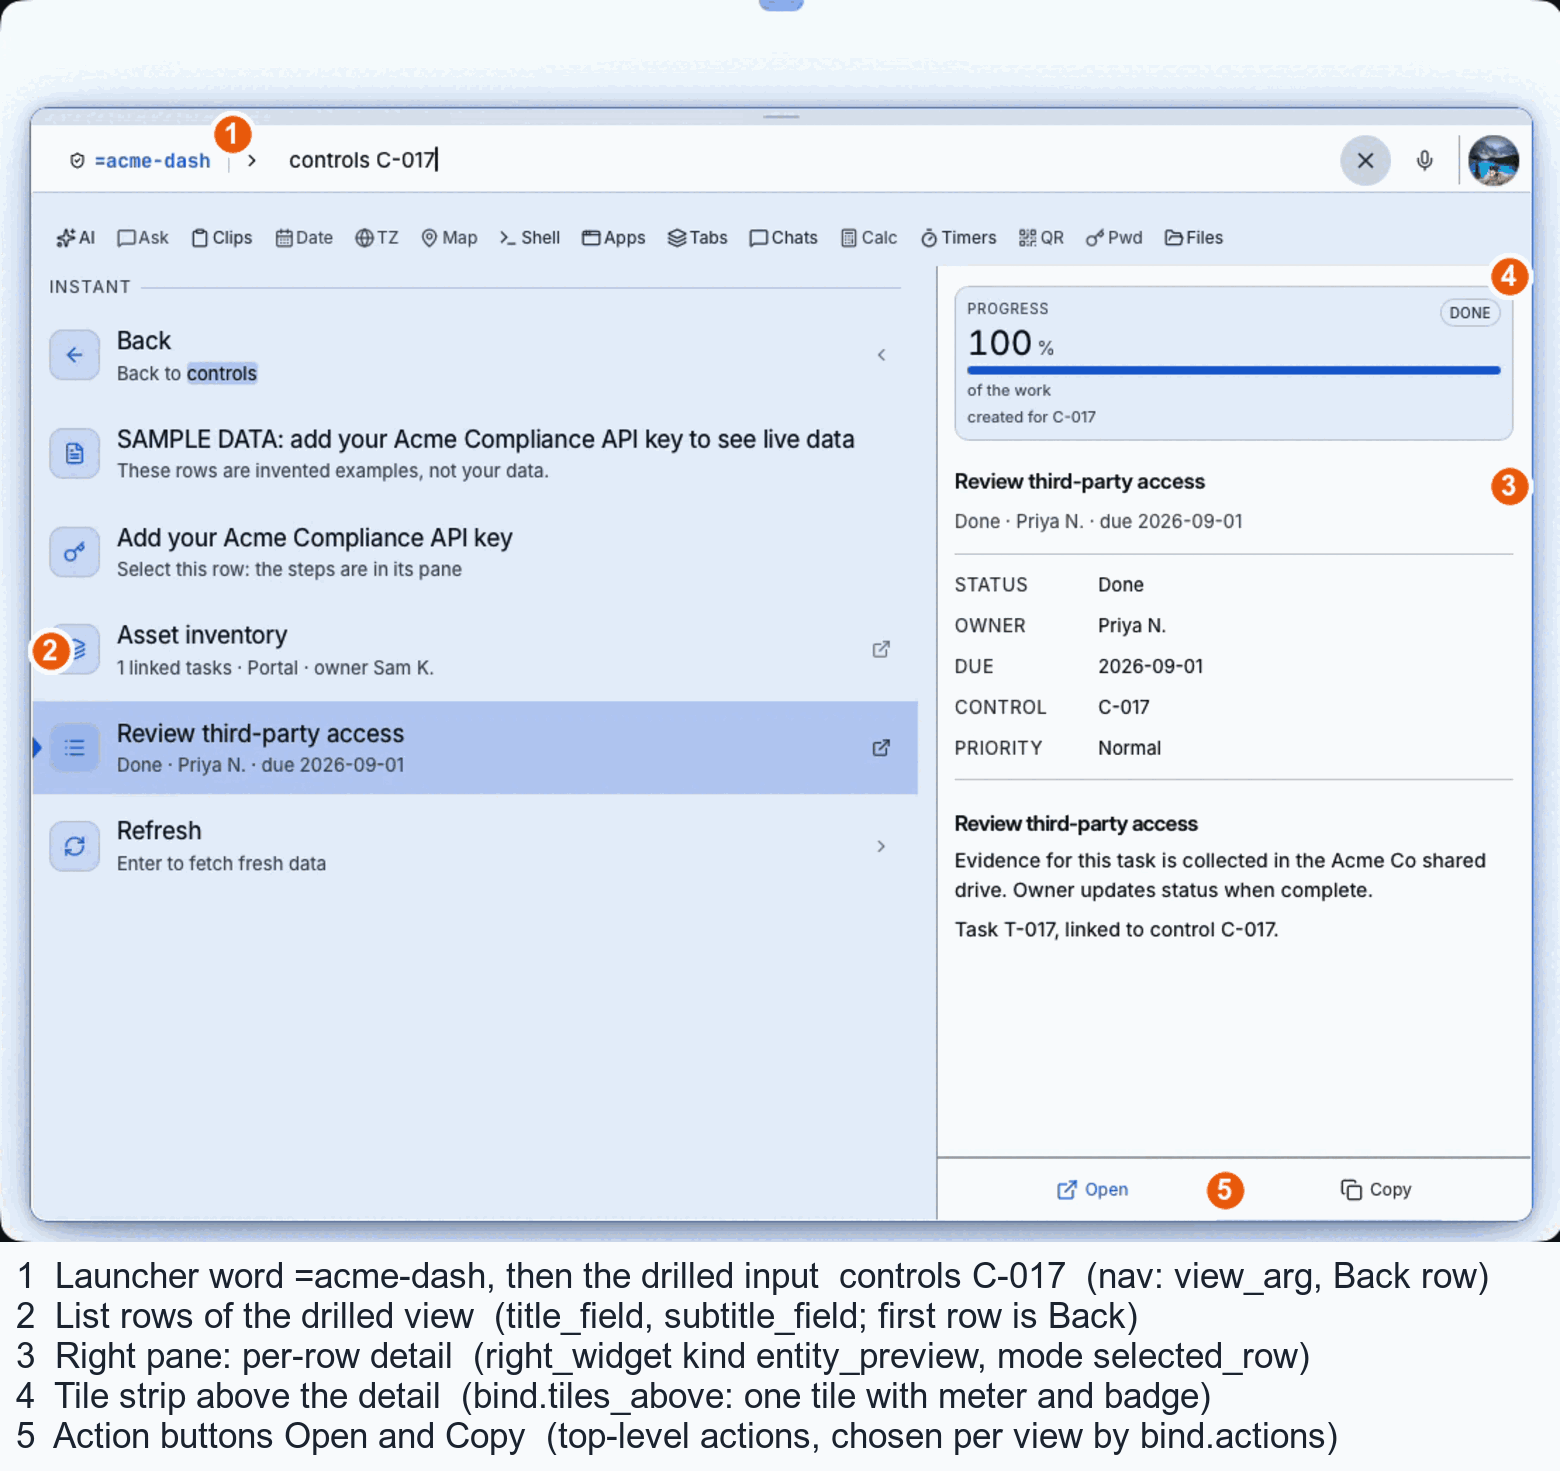 1
=acme-dash
controls C-017
AI Ask Clips Date TZ Map Shell Apps Tabs Chats Calc Timers QR Pwd Files
INSTANT
Back
Back to controls
SAMPLE DATA: add your Acme Compliance API key to see live data
These rows are invented examples, not your data.
Add your Acme Compliance API key
Select this row: the steps are in its pane
2
Asset inventory
1 linked tasks · Portal · owner Sam K.
Review third-party access
Done · Priya N. · due 2026-09-01
Refresh
Enter to fetch fresh data
4
PROGRESS
DONE
100 %
of the work
created for C-017
3
Review third-party access
Done · Priya N. · due 2026-09-01
STATUS Done
OWNER Priya N.
DUE 2026-09-01
CONTROL C-017
PRIORITY Normal
Review third-party access
Evidence for this task is collected in the Acme Co shared
drive. Owner updates status when complete.
Task T-017, linked to control C-017.
Open
5
Copy
1 Launcher word =acme-dash, then the drilled input controls C-017 (nav: view_arg, Back row)
2 List rows of the drilled view (title_field, subtitle_field; first row is Back)
3 Right pane: per-row detail (right_widget kind entity_preview, mode selected_row)
4 Tile strip above the detail (bind.tiles_above: one tile with meter and badge)
5 Action buttons Open and Copy (top-level actions, chosen per view by bind.actions)